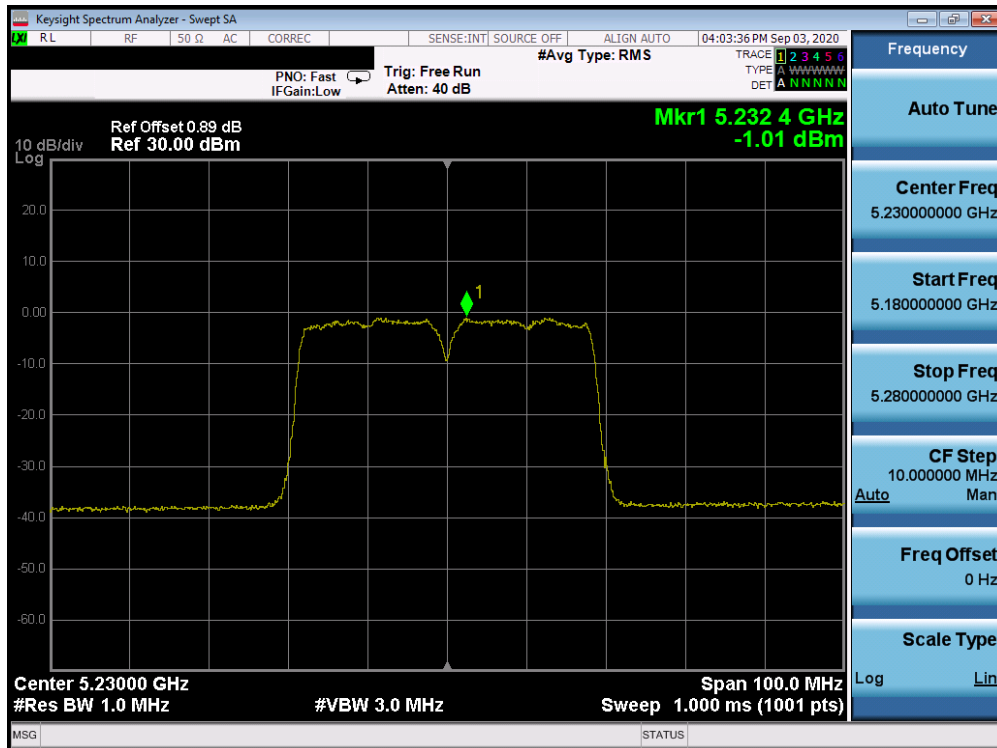 Keysight Spectrum Analyzer - Swept SA
LXI RL RF 50 Ω AC CORREC SENSE:INT SOURCE OFF ALIGN AUTO 04:03:36 PM Sep 03, 2020
#Avg Type: RMS
TRACE 1 2 3 4 5 6
PNO: Fast Trig: Free Run TYPE A WWWWW
IFGain:Low Atten: 40 dB DET A N N N N N
Mkr1 5.232 4 GHz
-1.01 dBm
Ref Offset 0.89 dB
10 dB/div Ref 30.00 dBm
Log
1
20.0
10.0
0.00
-10.0
-20.0
-30.0
-40.0
-50.0
-60.0
Center 5.23000 GHz Span 100.0 MHz
#Res BW 1.0 MHz #VBW 3.0 MHz Sweep 1.000 ms (1001 pts)
MSG STATUS
Frequency
Auto Tune
Center Freq
5.230000000 GHz
Start Freq
5.180000000 GHz
Stop Freq
5.280000000 GHz
CF Step
10.000000 MHz
Auto Man
Freq Offset
0 Hz
Scale Type
Log Lin